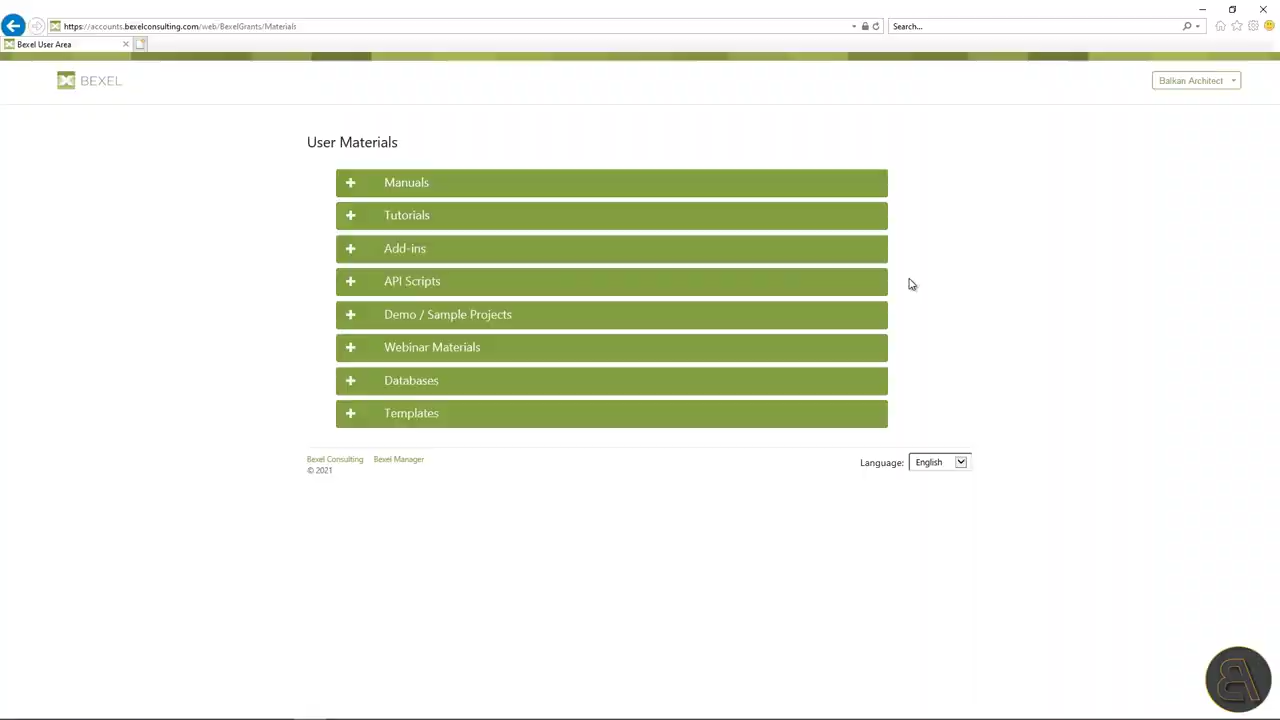 https://accounts.bexelconsulting.com/web/BexelGrants/Materials
Search...
Bexel User Area
BEXEL
Balkan Architect
User Materials
Manuals
Tutorials
Add-ins
API Scripts
Demo / Sample Projects
Webinar Materials
Databases
Templates
Bexel Consulting Bexel Manager
© 2021
Language: English